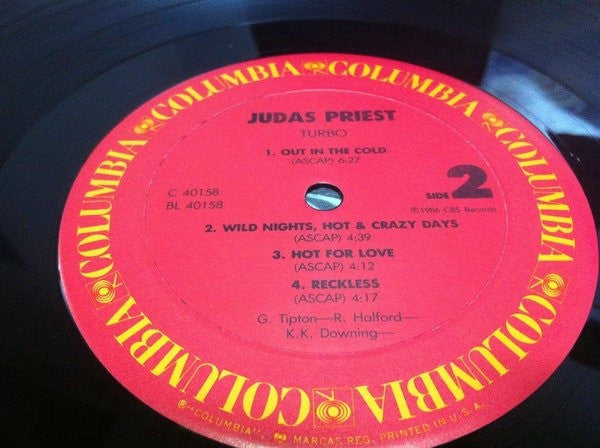 COLUMBIA COLUMBIA COLUMBIA COLUMBIA COLUMBIA COLUMBIA COLUMBIA COLUMBIA
JUDAS PRIEST
TURBO
1. OUT IN THE COLD
(ASCAP) 6:27
C 40158
BL 40158
SIDE 2
℗1986 CBS Records
2. WILD NIGHTS, HOT & CRAZY DAYS
(ASCAP) 4:39
3. HOT FOR LOVE
(ASCAP) 4:12
4. RECKLESS
(ASCAP) 4:17
G. Tipton—R. Halford—
K.K. Downing—
®"COLUMBIA" MARCAS REG. PRINTED IN U.S.A.